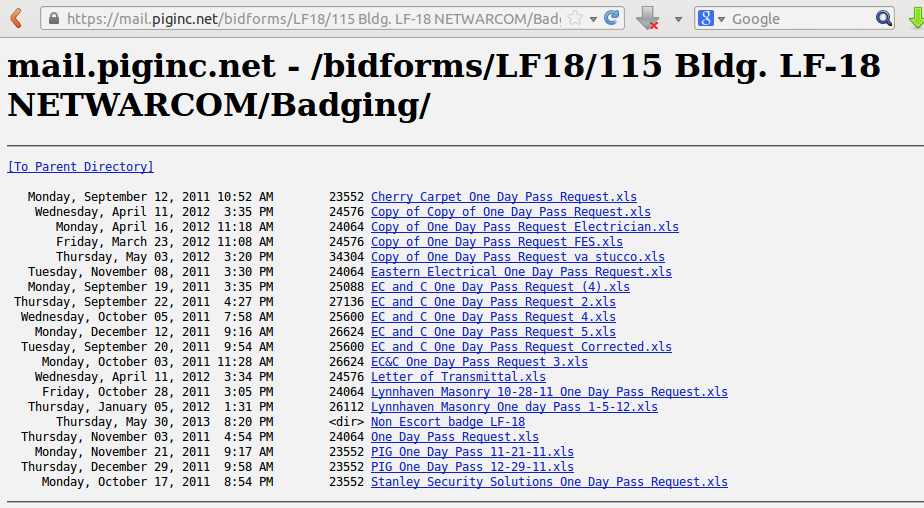 https://mail.piginc.net/bidforms/LF18/115 Bldg. LF-18 NETWARCOM/Badg
8 Google
mail.piginc.net - /bidforms/LF18/115 Bldg. LF-18
NETWARCOM/Badging/
[To Parent Directory]
Monday, September 12, 2011 10:52 AM 23552 Cherry Carpet One Day Pass Request.xls
Wednesday, April 11, 2012 3:35 PM 24576 Copy of Copy of One Day Pass Request.xls
Monday, April 16, 2012 11:18 AM 24064 Copy of One Day Pass Request Electrician.xls
Friday, March 23, 2012 11:08 AM 24576 Copy of One Day Pass Request FES.xls
Thursday, May 03, 2012 3:20 PM 34304 Copy of One Day Pass Request va stucco.xls
Tuesday, November 08, 2011 3:30 PM 24064 Eastern Electrical One Day Pass Request.xls
Monday, September 19, 2011 3:35 PM 25088 EC and C One Day Pass Request (4).xls
Thursday, September 22, 2011 4:27 PM 27136 EC and C One Day Pass Request 2.xls
Wednesday, October 05, 2011 7:58 AM 25600 EC and C One Day Pass Request 4.xls
Monday, December 12, 2011 9:16 AM 26624 EC and C One Day Pass Request 5.xls
Tuesday, September 20, 2011 9:54 AM 25600 EC and C One Day Pass Request Corrected.xls
Monday, October 03, 2011 11:28 AM 26624 EC&C One Day Pass Request 3.xls
Wednesday, April 11, 2012 3:34 PM 24576 Letter of Transmittal.xls
Friday, October 28, 2011 3:05 PM 24064 Lynnhaven Masonry 10-28-11 One Day Pass Request.xls
Thursday, January 05, 2012 1:31 PM 26112 Lynnhaven Masonry One day Pass 1-5-12.xls
Thursday, May 30, 2013 8:20 PM <dir> Non Escort badge LF-18
Thursday, November 03, 2011 4:54 PM 24064 One Day Pass Request.xls
Monday, November 21, 2011 9:17 AM 23552 PIG One Day Pass 11-21-11.xls
Thursday, December 29, 2011 9:58 AM 23552 PIG One Day Pass 12-29-11.xls
Monday, October 17, 2011 8:54 PM 23552 Stanley Security Solutions One Day Pass Request.xls